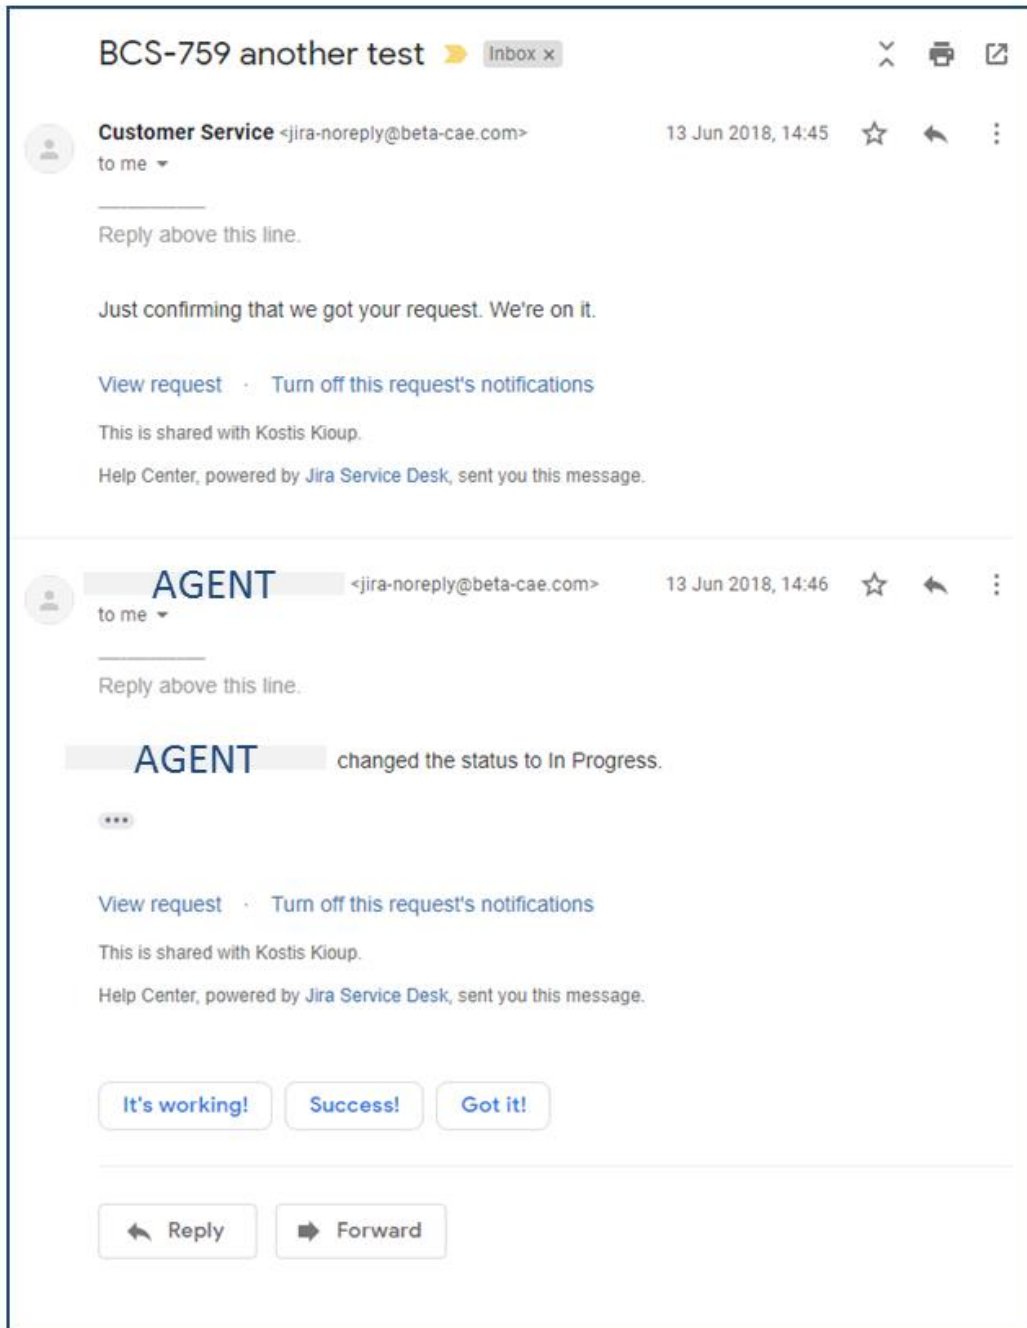 BCS-759 another test Inbox x
Customer Service <jira-noreply@beta-cae.com> 13 Jun 2018, 14:45
to me
Reply above this line.
Just confirming that we got your request. We're on it.
View request · Turn off this request's notifications
This is shared with Kostis Kioup.
Help Center, powered by Jira Service Desk, sent you this message.
AGENT <jira-noreply@beta-cae.com> 13 Jun 2018, 14:46
to me
Reply above this line.
AGENT changed the status to In Progress.
View request · Turn off this request's notifications
This is shared with Kostis Kioup.
Help Center, powered by Jira Service Desk, sent you this message.
It's working! Success! Got it!
Reply Forward